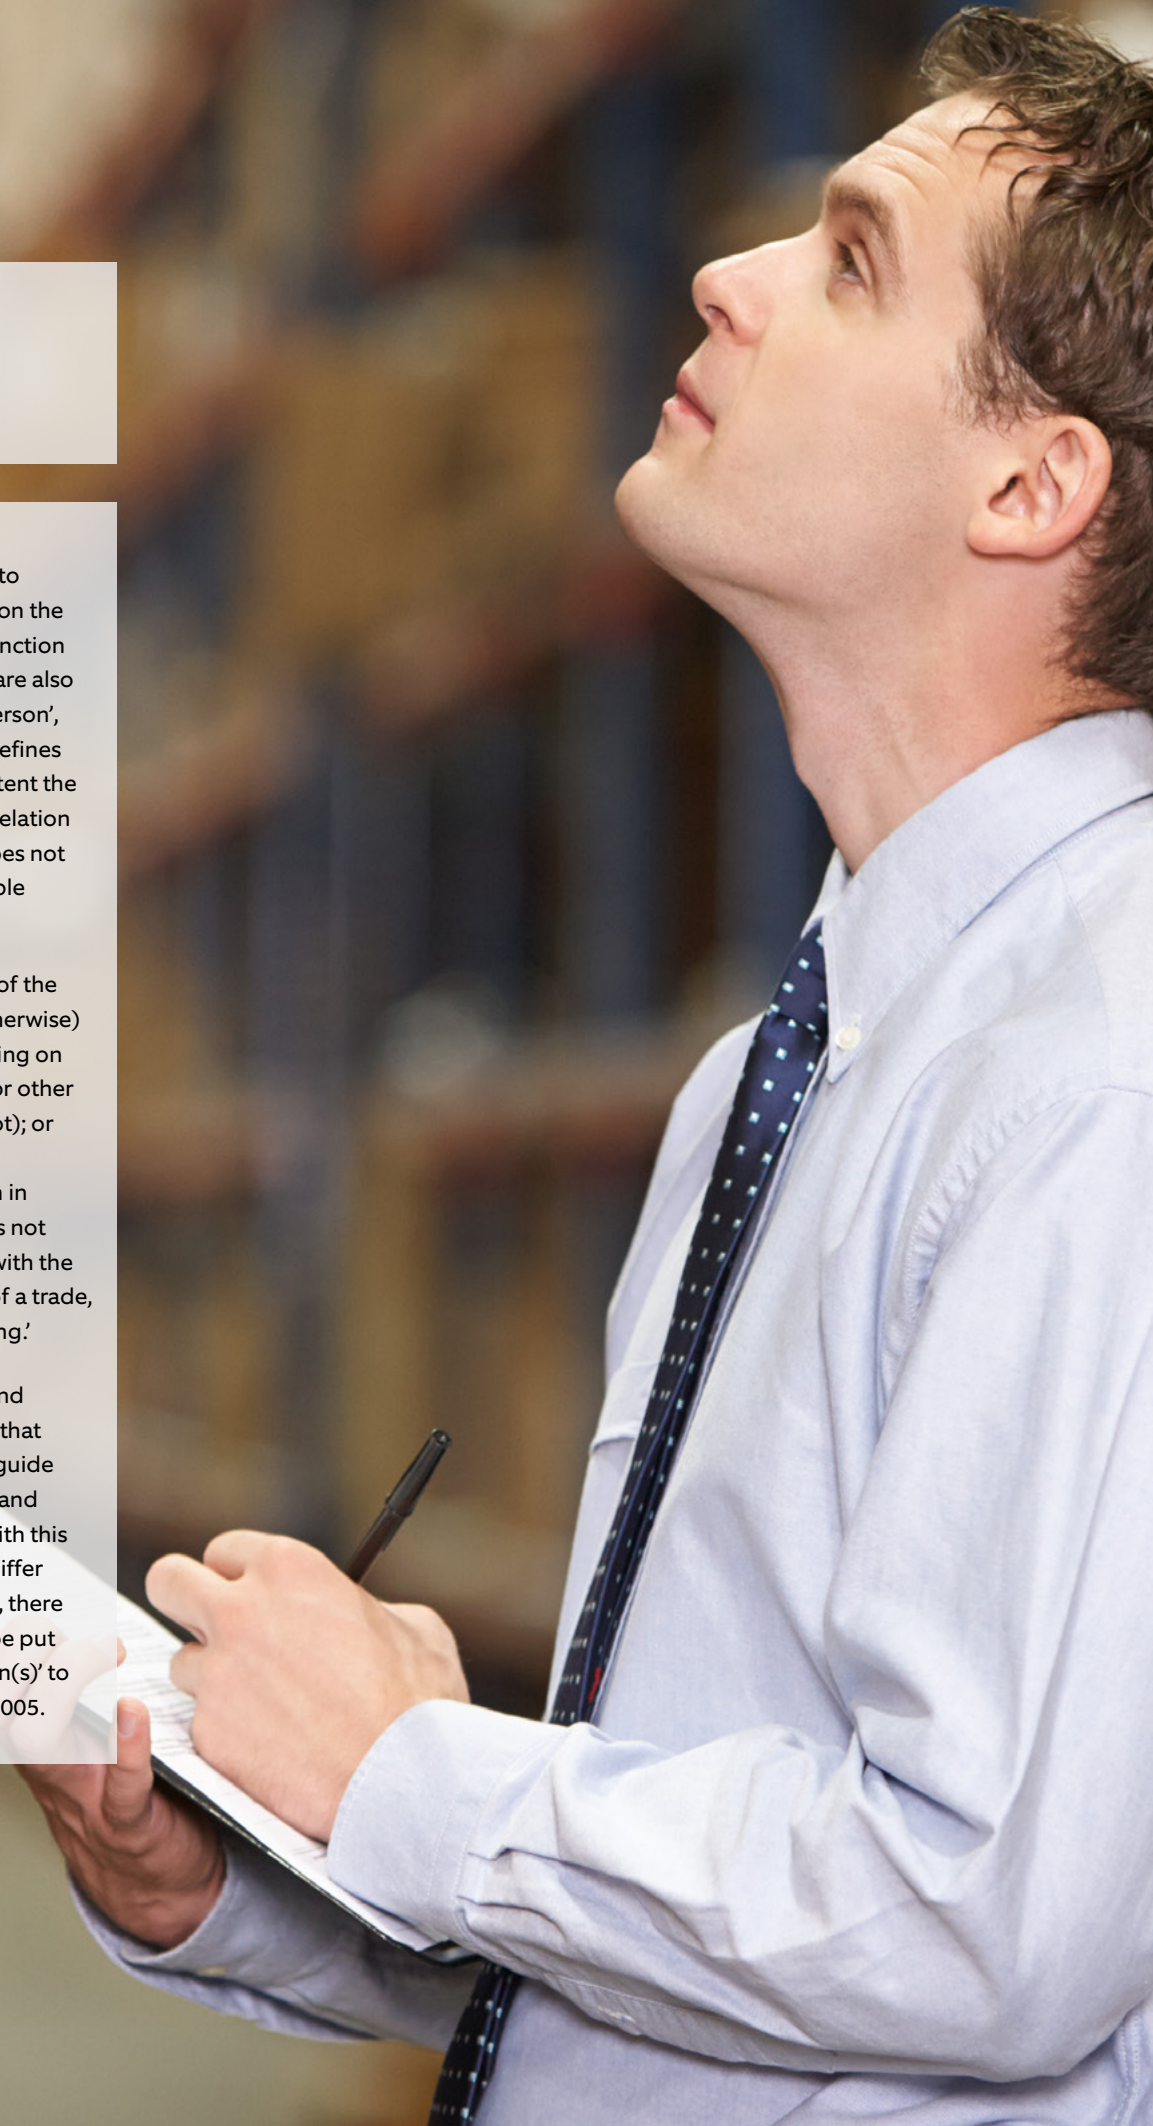 to
on the
nction
are also
erson’,
efines
tent the
elation
oes not
ble
of the
herwise)
ing on
or other
ot); or
n in
s not
with the
f a trade,
ng.’
nd
that
guide
and
ith this
iffer
, there
be put
n(s)’ to
005.